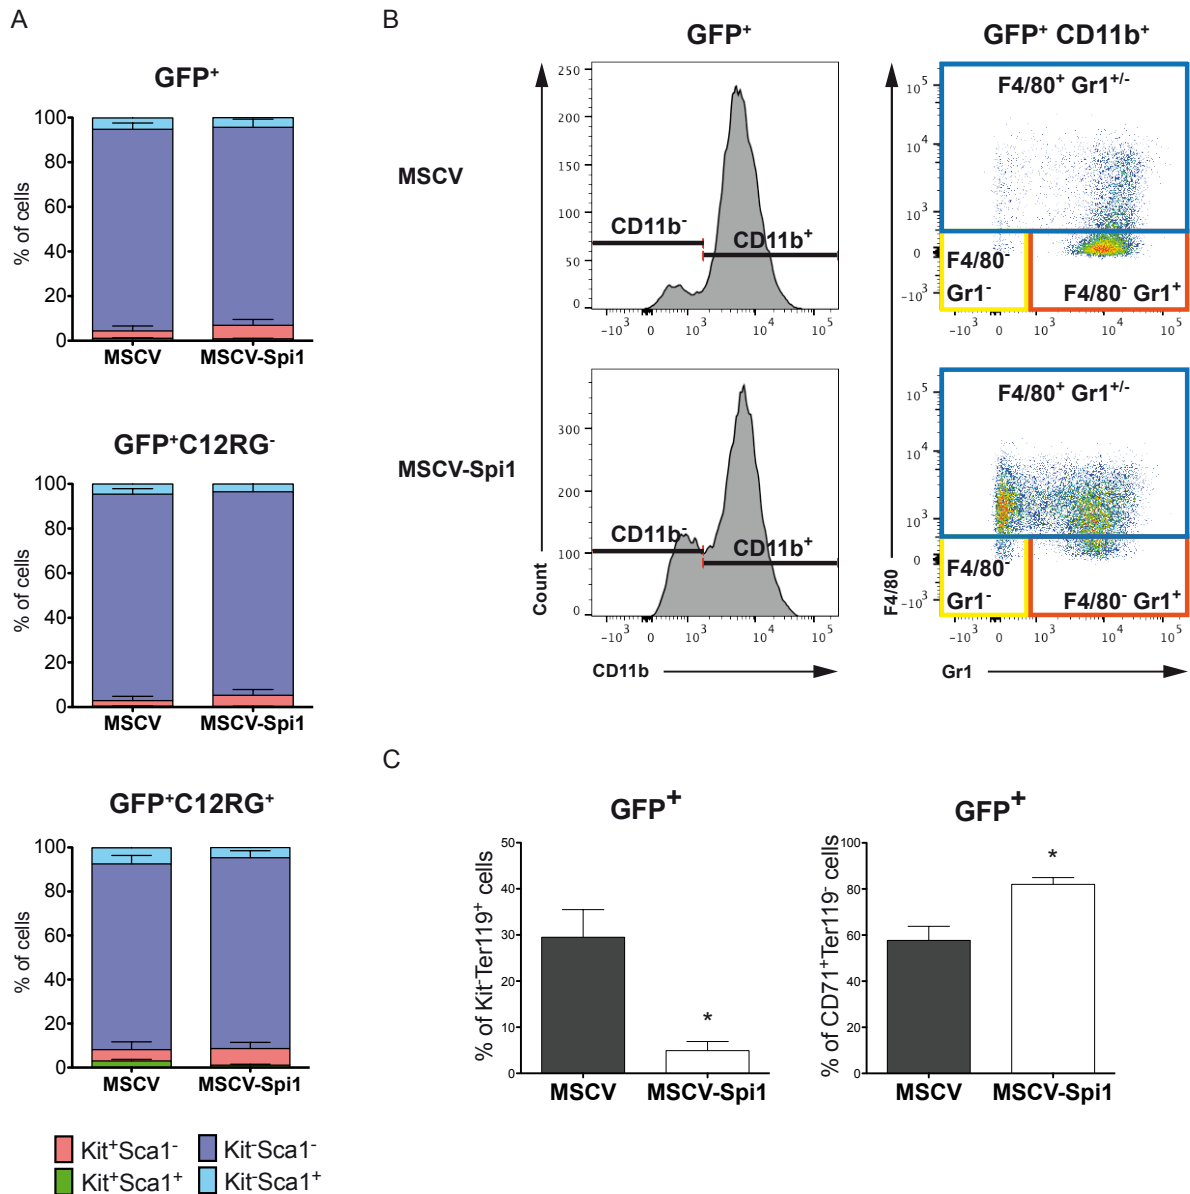 A
GFP⁺
100
80
60
40
20
0
% of cells
MSCV
MSCV-Spi1
GFP⁺C12RG⁻
100
80
60
40
20
0
% of cells
MSCV
MSCV-Spi1
GFP⁺C12RG⁺
100
80
60
40
20
0
% of cells
MSCV
MSCV-Spi1
Kit⁺Sca1⁻
Kit⁻Sca1⁻
Kit⁺Sca1⁺
Kit⁻Sca1⁺
B
GFP⁺
GFP⁺ CD11b⁺
MSCV
250
200
150
100
50
0
CD11b⁻
CD11b⁺
−10³ 0 10³ 10⁴ 10⁵
10⁵
10⁴
10³
0
−10³
F4/80⁺ Gr1⁺/⁻
F4/80⁻
Gr1⁻
F4/80⁻ Gr1⁺
−10³ 0 10³ 10⁴ 10⁵
MSCV-Spi1
300
200
100
0
CD11b⁻
CD11b⁺
−10³ 0 10³ 10⁴ 10⁵
Count
CD11b
10⁵
10⁴
10³
0
−10³
F4/80⁺ Gr1⁺/⁻
F4/80⁻
Gr1⁻
F4/80⁻ Gr1⁺
−10³ 0 10³ 10⁴ 10⁵
F4/80
Gr1
C
GFP⁺
50
40
30
20
10
0
% of Kit⁻Ter119⁺ cells
*
MSCV
MSCV-Spi1
GFP⁺
100
80
60
40
20
0
% of CD71⁺Ter119⁻ cells
*
MSCV
MSCV-Spi1